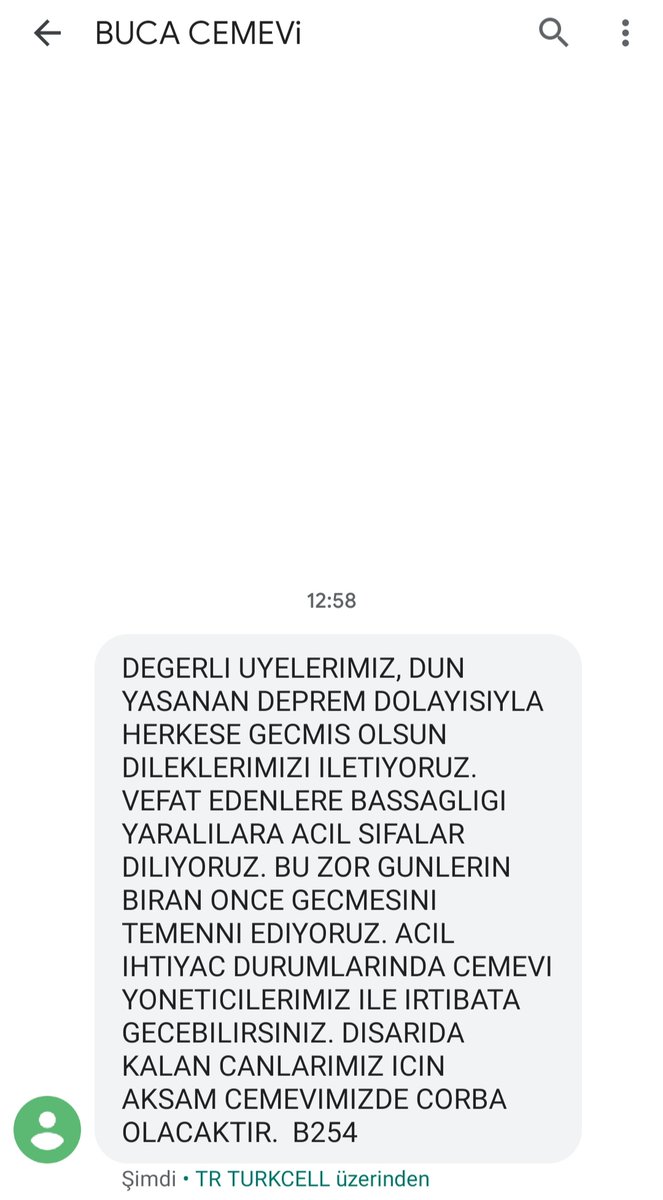 BUCA CEMEVi
12:58
DEGERLI UYELERIMIZ, DUN
YASANAN DEPREM DOLAYISIYLA
HERKESE GECMIS OLSUN
DILEKLERIMIZI ILETIYORUZ.
VEFAT EDENLERE BASSAGLIGI
YARALILARA ACIL SIFALAR
DILIYORUZ. BU ZOR GUNLERIN
BIRAN ONCE GECMESINI
TEMENNI EDIYORUZ. ACIL
IHTIYAC DURUMLARINDA CEMEVI
YONETICILERIMIZ ILE IRTIBATA
GECEBILIRSINIZ. DISARIDA
KALAN CANLARIMIZ ICIN
AKSAM CEMEVIMIZDE CORBA
OLACAKTIR.  B254
Şimdi • TR TURKCELL üzerinden